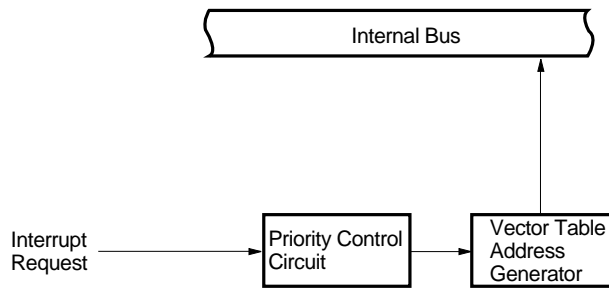 Internal Bus
Interrupt
Request
Priority Control
Circuit
Vector Table
Address
Generator